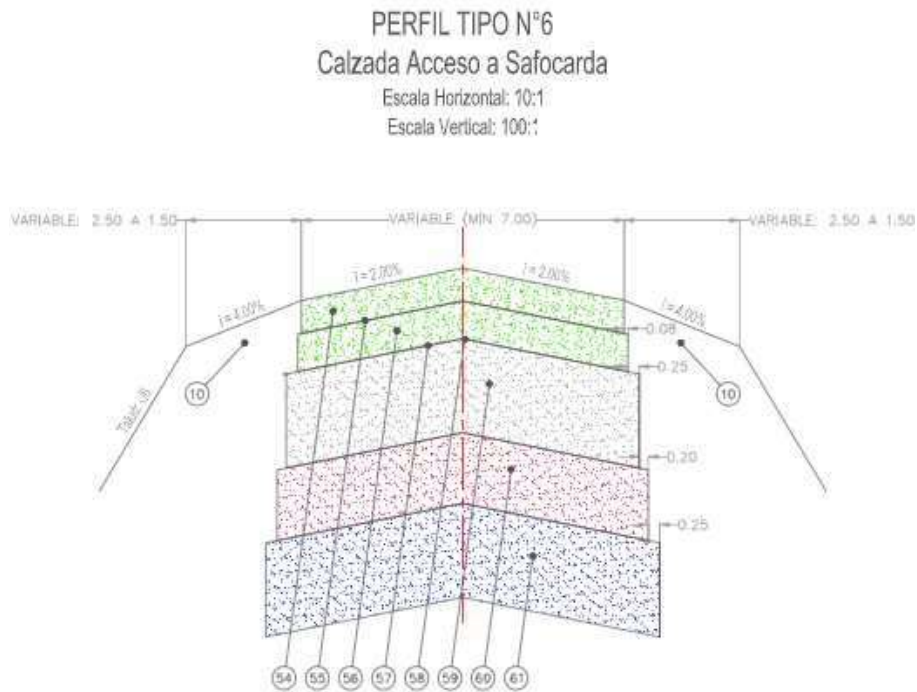 PERFIL TIPO N°6
Calzada Acceso a Safocarda
Escala Horizontal: 10:1
Escala Vertical: 100:1
VARIABLE: 2.50 A 1.50
VARIABLE (MIN 7.00)
VARIABLE: 2.50 A 1.50
i=4.00%
i=2.00%
i=2.00%
i=4.00%
0.08
0.25
10
10
0.20
0.25
54
55
56
57
58
59
60
61